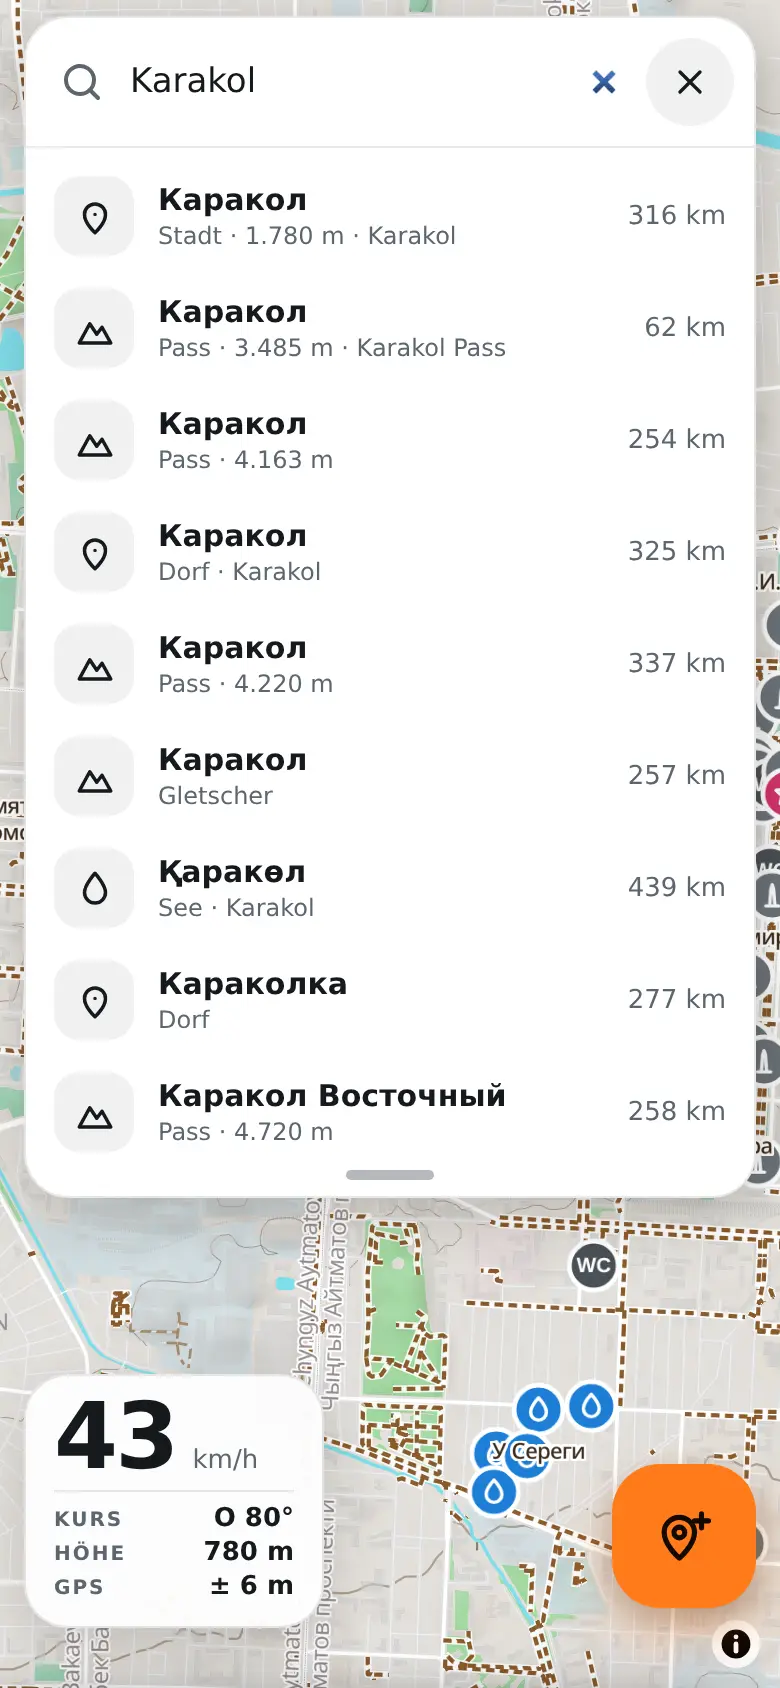 Karakol
Каракол
316 km
Stadt · 1.780 m · Karakol
Каракол
62 km
Pass · 3.485 m · Karakol Pass
Каракол
254 km
Pass · 4.163 m
Каракол
325 km
Dorf · Karakol
Каракол
337 km
Pass · 4.220 m
Каракол
257 km
Gletscher
Қаракөл
439 km
See · Karakol
Караколка
277 km
Dorf
Каракол Восточный
258 km
Pass · 4.720 m
WC
Чыңгыз Айтматов
У Сереги
43 km/h
KURS O 80°
HÖHE 780 m
GPS ± 6 m
матов проспекти